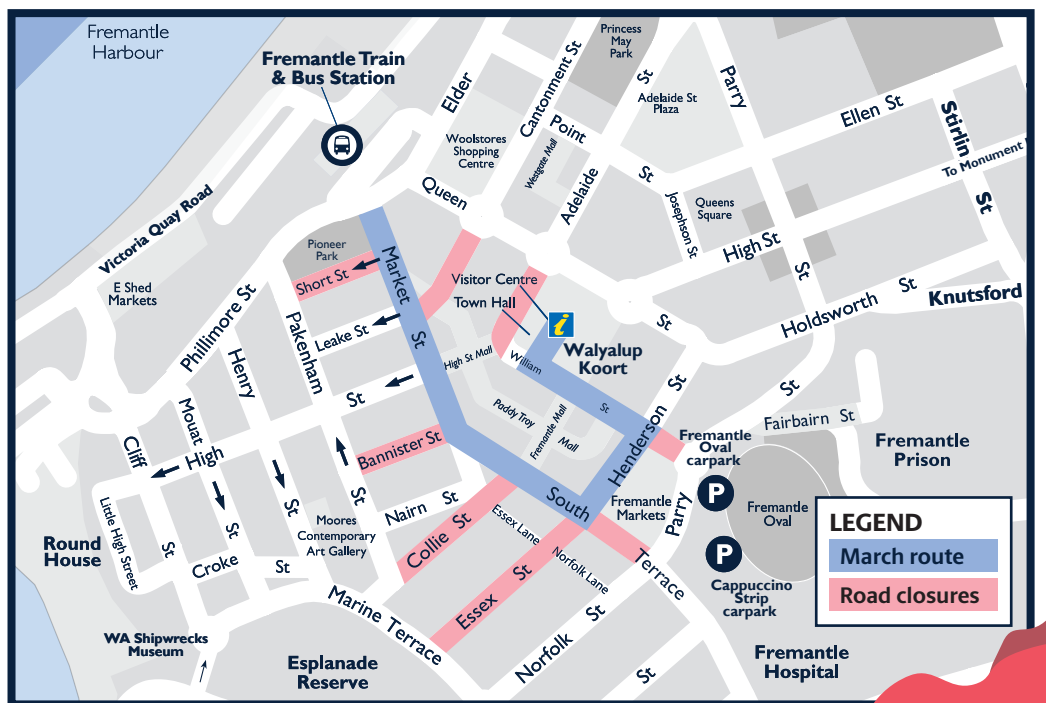 Fremantle
Harbour
Fremantle Train
& Bus Station
Elder
Cantonment St
Princess
May
Park
St
Parry
Adelaide St
Plaza
Ellen St
Stirlin
To Monument
Woolstores
Shopping
Centre
Point
Westgate Mall
Adelaide
St
Queen
Josephson St
Queens
Square
High St
St
St
Victoria Quay Road
E Shed
Markets
Pioneer
Park
Short St
Market
St
Visitor Centre
Town Hall
i
Walyalup
Koort
St
Holdsworth
St
Knutsford
Phillimore St
Pakenham
Leake St
High St Mall
William
St
Henry
St
Paddy Troy
Mall
Fremantle Mall
Henderson
St
St
Fairbairn St
Fremantle
Oval
carpark
Fremantle
Prison
Cliff
Mouat
High
Bannister St
South
Fremantle
Markets
Parry
P
Fremantle
Oval
P
Cappuccino
Strip
carpark
LEGEND
March route
Road closures
Round
House
Little High Street
St
St
St
St
Nairn
St
Collie
St
Essex Lane
Norfolk Lane
Terrace
Moores
Contemporary
Art Gallery
Croke
St
Essex
St
Marine Terrace
Norfolk
St
WA Shipwrecks
Museum
Esplanade
Reserve
St
Fremantle
Hospital